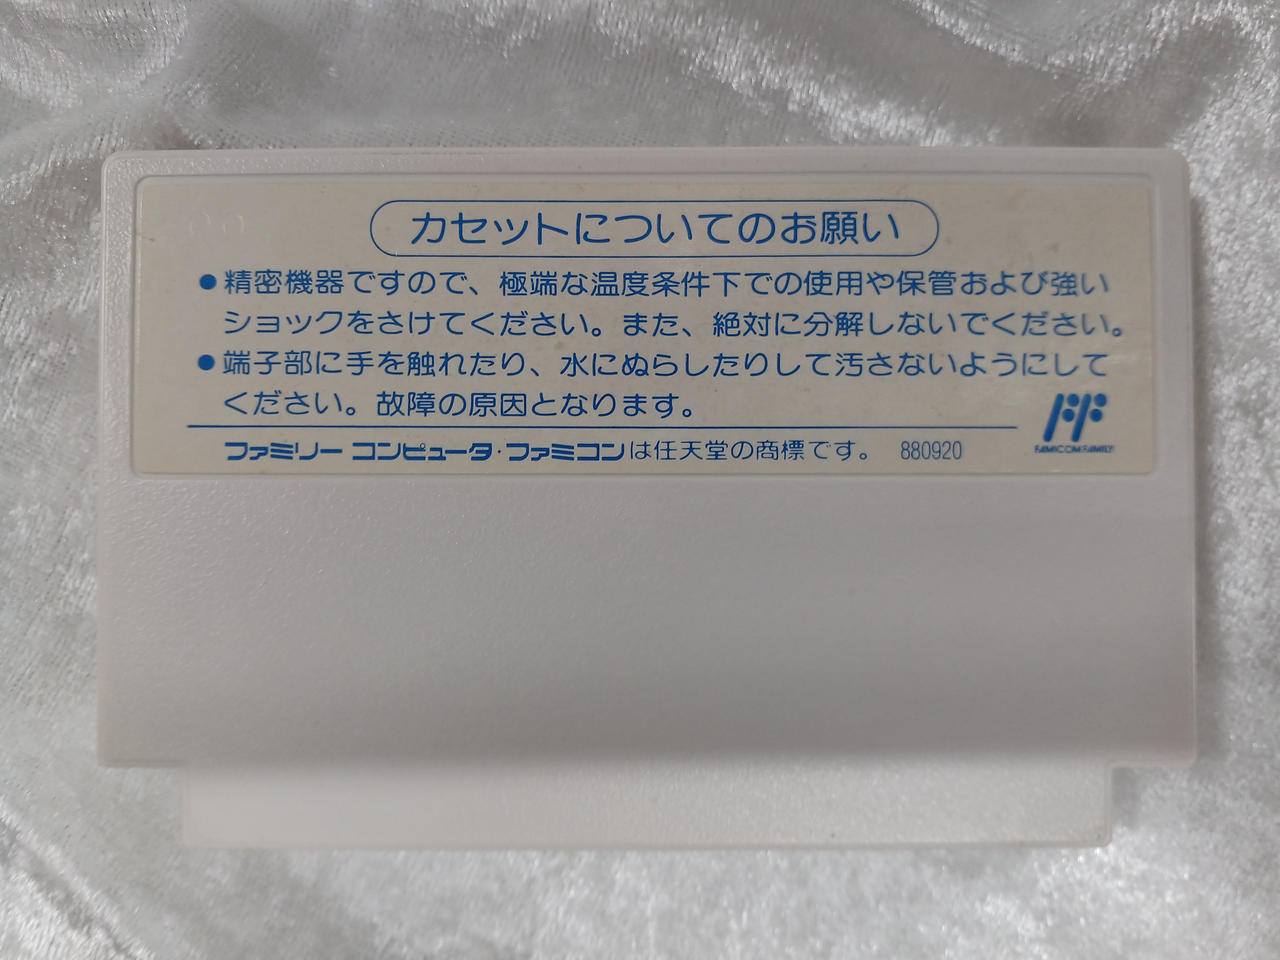 カセットについてのお願い
●精密機器ですので、極端な温度条件下での使用や保管および強い
ショックをさけてください。また、絶対に分解しないでください。
●端子部に手を触れたり、水にぬらしたりして汚さないようにして
ください。故障の原因となります。
ファミリー コンピュータ・ファミコンは任天堂の商標です。 880920
FAMICOM FAMILY